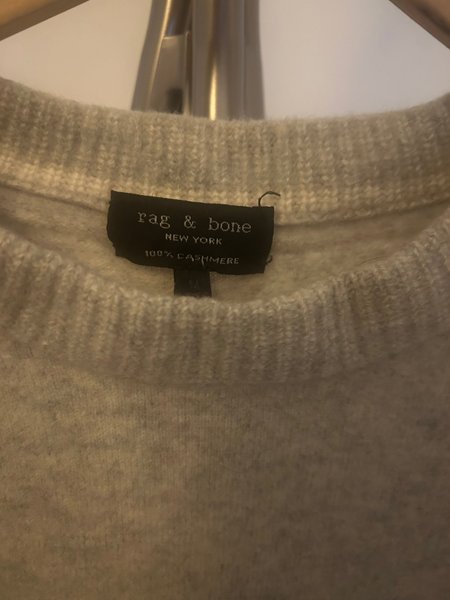 rag & bone
NEW YORK
100% CASHMERE